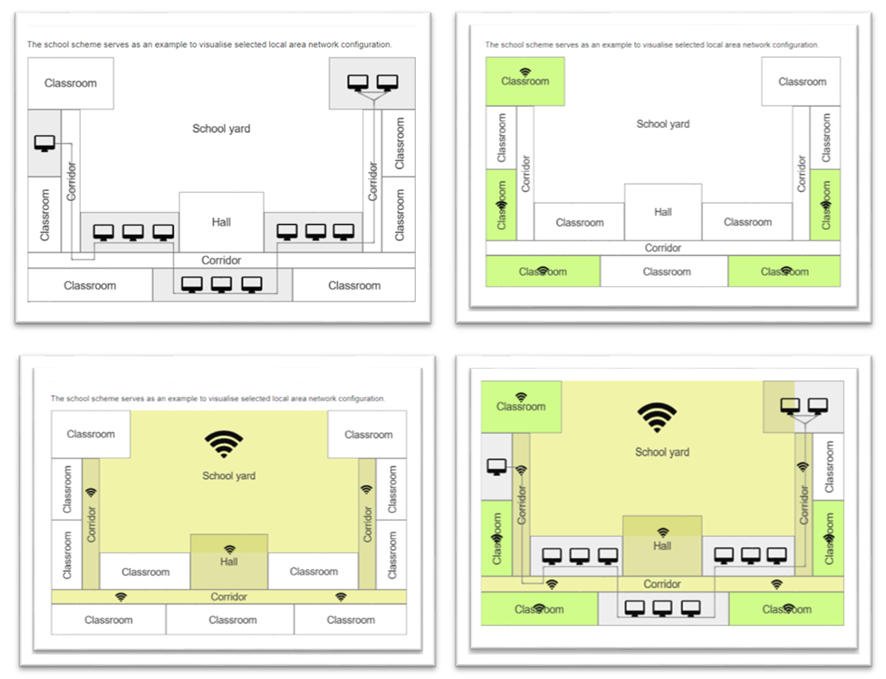 The school scheme serves as an example to visualise selected local area network configuration.
Classroom
School yard
Classroom
Corridor
Corridor
Classroom
Classroom
Hall
Corridor
Classroom
Classroom
The school scheme serves as an example to visualise selected local area network configuration.
Classroom
Classroom
School yard
Classroom
Corridor
Corridor
Classroom
Classroom
Classroom
Hall
Classroom
Classroom
Corridor
Classroom
Classroom
Classroom
The school scheme serves as an example to visualise selected local area network configuration.
Classroom
Classroom
School yard
Classroom
Corridor
Corridor
Classroom
Classroom
Classroom
Classroom
Hall
Classroom
Corridor
Classroom
Classroom
Classroom
Classroom
School yard
Classroom
Corridor
Corridor
Classroom
Classroom
Hall
Corridor
Classroom
Classroom